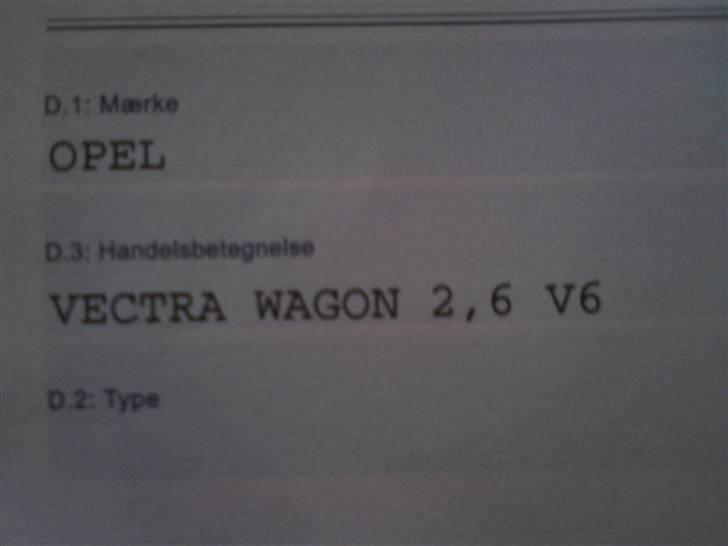 D.1: Mærke
OPEL
D.3: Handelsbetegnelse
VECTRA WAGON 2,6 V6
D.2: Type